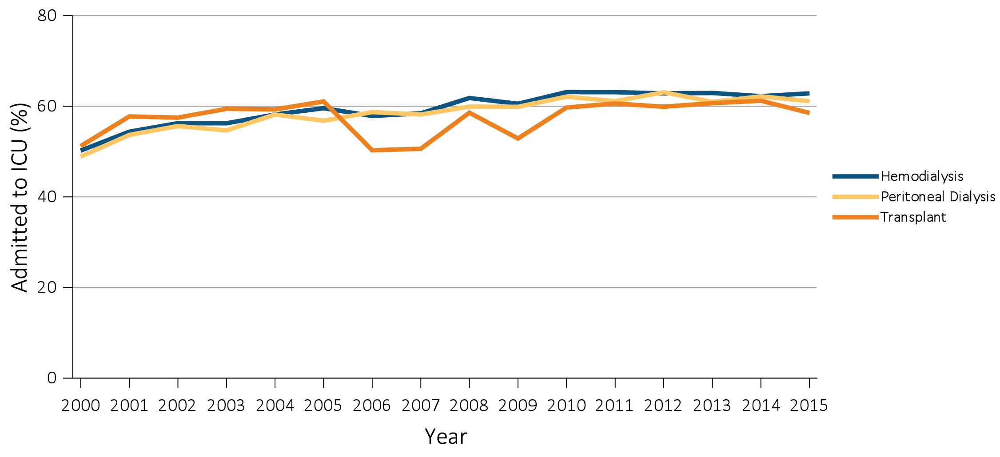 80
60
40
20
0
Admitted to ICU (%)
2000 2001 2002 2003 2004 2005 2006 2007 2008 2009 2010 2011 2012 2013 2014 2015
Year
Hemodialysis
Peritoneal Dialysis
Transplant